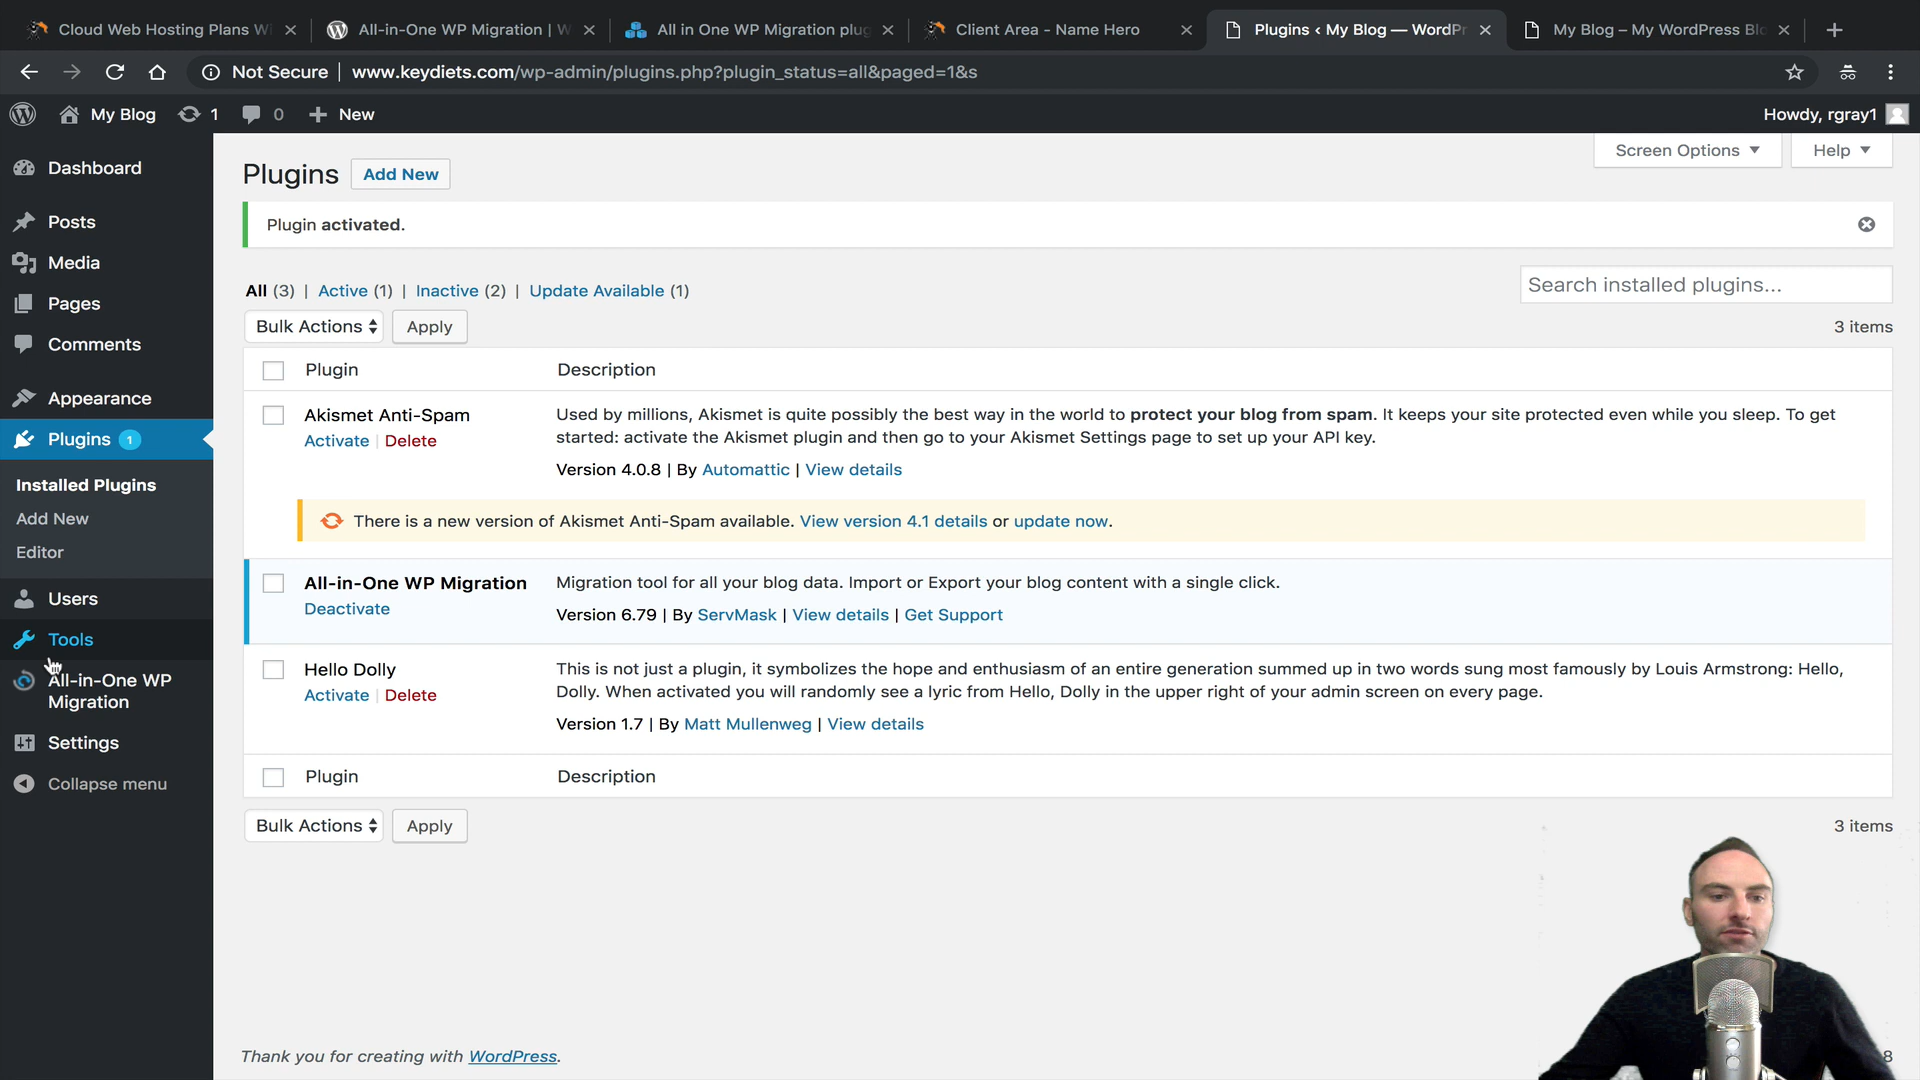 Cloud Web Hosting Plans Wi
All-in-One WP Migration | W
All in One WP Migration plug
Client Area - Name Hero
Plugins ‹ My Blog — WordPr
My Blog – My WordPress Blo
Not Secure | www.keydiets.com/wp-admin/plugins.php?plugin_status=all&paged=1&s
My Blog 1 0 + New
Howdy, rgray1
Dashboard
Posts
Media
Pages
Comments
Appearance
Plugins 1
Installed Plugins
Add New
Editor
Users
Tools
All-in-One WP
Migration
Settings
Collapse menu
Screen Options
Help
Plugins Add New
Plugin activated.
All (3) | Active (1) | Inactive (2) | Update Available (1)
Search installed plugins...
Bulk Actions Apply
3 items
Plugin Description
Akismet Anti-Spam
Activate | Delete
Used by millions, Akismet is quite possibly the best way in the world to protect your blog from spam. It keeps your site protected even while you sleep. To get
started: activate the Akismet plugin and then go to your Akismet Settings page to set up your API key.
Version 4.0.8 | By Automattic | View details
There is a new version of Akismet Anti-Spam available. View version 4.1 details or update now.
All-in-One WP Migration
Deactivate
Migration tool for all your blog data. Import or Export your blog content with a single click.
Version 6.79 | By ServMask | View details | Get Support
Hello Dolly
Activate | Delete
This is not just a plugin, it symbolizes the hope and enthusiasm of an entire generation summed up in two words sung most famously by Louis Armstrong: Hello,
Dolly. When activated you will randomly see a lyric from Hello, Dolly in the upper right of your admin screen on every page.
Version 1.7 | By Matt Mullenweg | View details
Plugin Description
Bulk Actions Apply
3 items
Thank you for creating with WordPress.
8